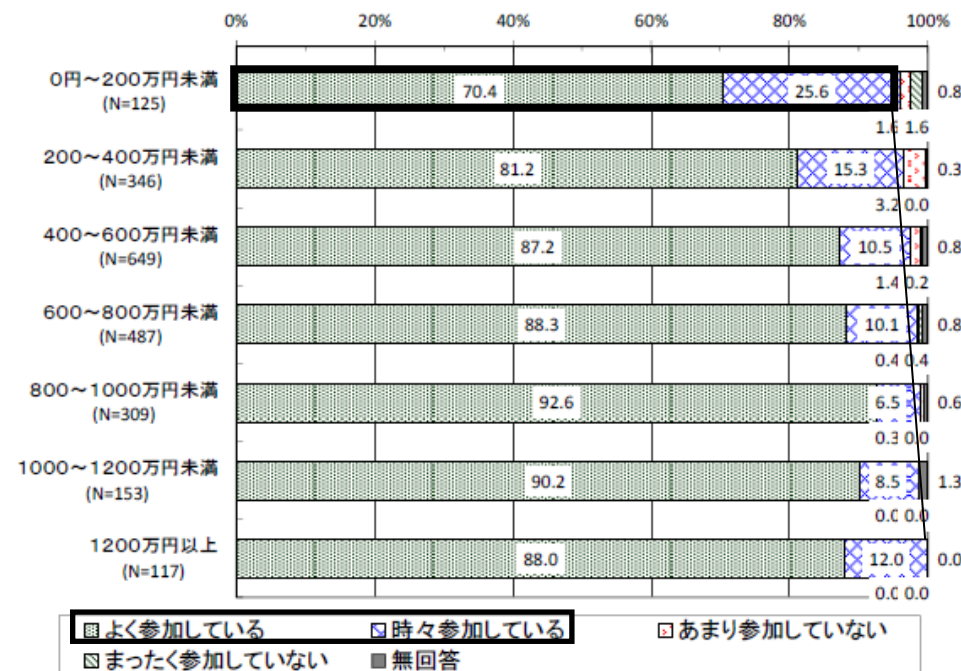 0% 20% 40% 60% 80% 100%
0円～200万円未満
(N=125)
70.4 25.6 0.8
1.6 1.6
200～400万円未満
(N=346)
81.2 15.3 0.3
3.2 0.0
400～600万円未満
(N=649)
87.2 10.5 0.8
1.4 0.2
600～800万円未満
(N=487)
88.3 10.1 0.8
0.4 0.4
800～1000万円未満
(N=309)
92.6 6.5 0.6
0.3 0.0
1000～1200万円未満
(N=153)
90.2 8.5 1.3
0.0 0.0
1200万円以上
(N=117)
88.0 12.0 0.0
0.0 0.0
よく参加している 時々参加している あまり参加していない
まったく参加していない 無回答